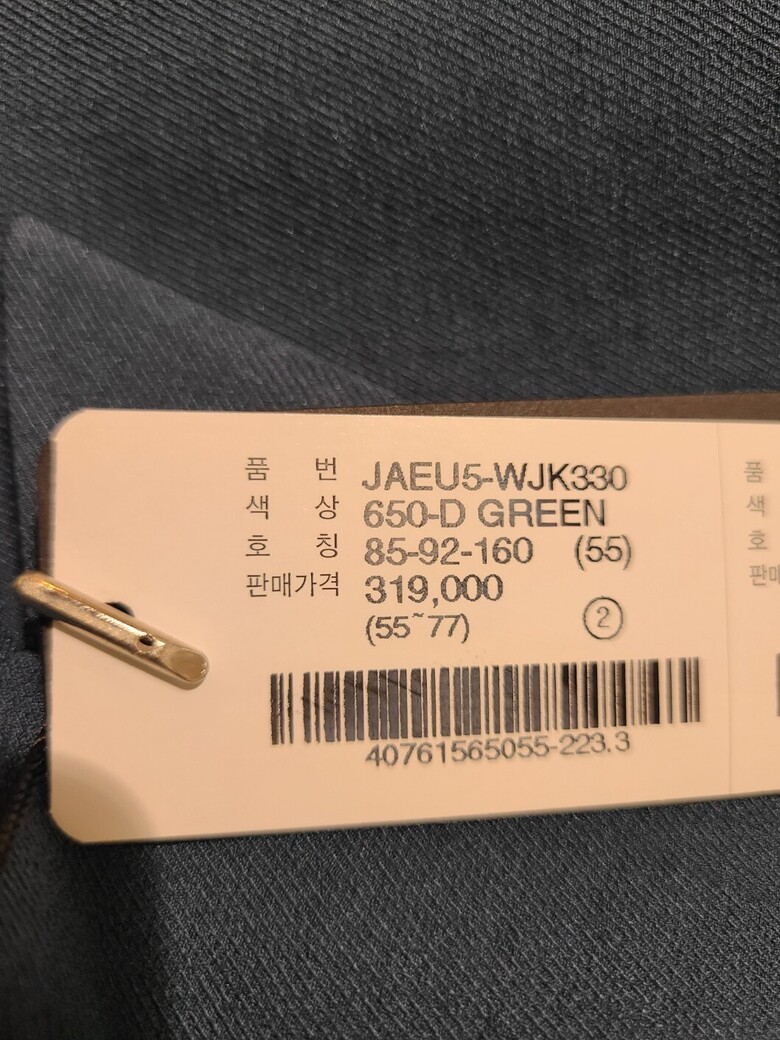 품 번 JAEU5-WJK330
색 상 650-D GREEN
호 칭 85-92-160 (55)
판매가격 319,000
(55~77) ②
40761565055-223.3
품
색
호
판매